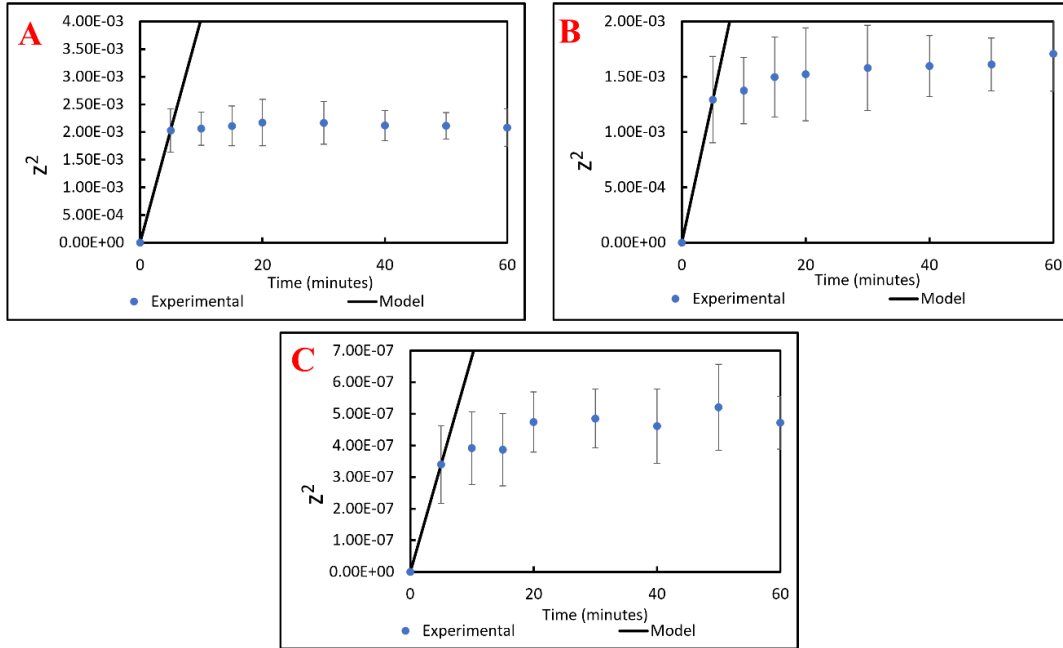 A
4.00E-03
3.50E-03
3.00E-03
2.50E-03
2.00E-03
1.50E-03
1.00E-03
5.00E-04
0.00E+00
z²
0 20 40 60
Time (minutes)
Experimental Model
B
2.00E-03
1.50E-03
1.00E-03
5.00E-04
0.00E+00
z²
0 20 40 60
Time (minutes)
Experimental Model
C
7.00E-07
6.00E-07
5.00E-07
4.00E-07
3.00E-07
2.00E-07
1.00E-07
0.00E+00
z²
0 20 40 60
Time (minutes)
Experimental Model